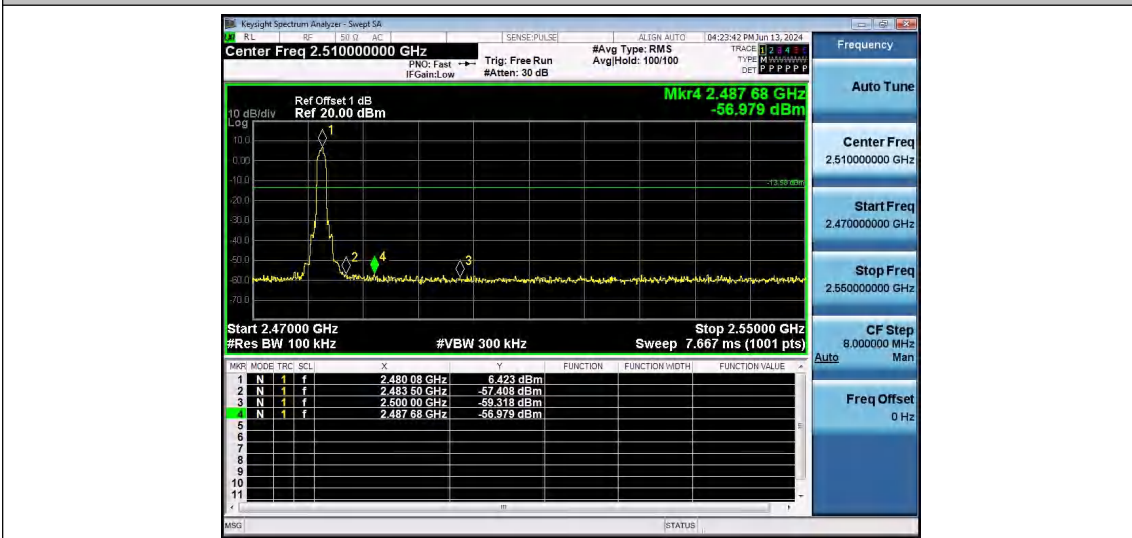 Keysight Spectrum Analyzer - Swept SA
RL RF 50 Ω AC SENSE:PULSE ALIGN AUTO 04:23:42 PM Jun 13, 2024
Center Freq 2.510000000 GHz
PNO: Fast
IFGain:Low
Trig: Free Run
#Atten: 30 dB
#Avg Type: RMS
Avg|Hold: 100/100
TRACE 1 2 3 4 5 6
TYPE M
DET P P P P P P
Frequency
Auto Tune
Center Freq
2.510000000 GHz
Start Freq
2.470000000 GHz
Stop Freq
2.550000000 GHz
CF Step
8.000000 MHz
Auto Man
Freq Offset
0 Hz
Mkr4 2.487 68 GHz
-56.979 dBm
Ref Offset 1 dB
10 dB/div Ref 20.00 dBm
Log
10.0
0.00
-10.0
-20.0
-30.0
-40.0
-50.0
-60.0
-70.0
1
2
4
3
Start 2.47000 GHz Stop 2.55000 GHz
#Res BW 100 kHz #VBW 300 kHz Sweep 7.667 ms (1001 pts)
MKR MODE TRC SCL X Y FUNCTION FUNCTION WIDTH FUNCTION VALUE
1 N 1 f 2.480 08 GHz 6.423 dBm
2 N 1 f 2.483 50 GHz -57.408 dBm
3 N 1 f 2.500 00 GHz -59.318 dBm
4 N 1 f 2.487 68 GHz -56.979 dBm
5
6
7
8
9
10
11
MSG STATUS